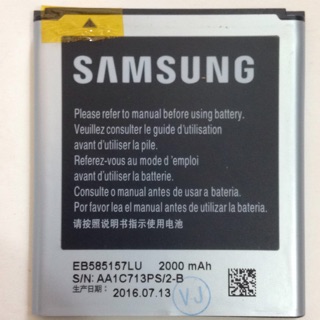 SAMSUNG
Please refer to manual before using battery.
Veuillez consulter le guide d'utilisation
avant d'utiliser la pile.
Referez-vous au mode d 'emploi
avant d'utiliser la batterie.
Consulte o manual antes de usar a bataria.
Por favor lea el manual antes de usar la bateria.
请按照说明书指示使用电池
EB585157LU 2000 mAh
S/N: AA1C713PS/2-B
生产日期: 2016.07.13
VJ